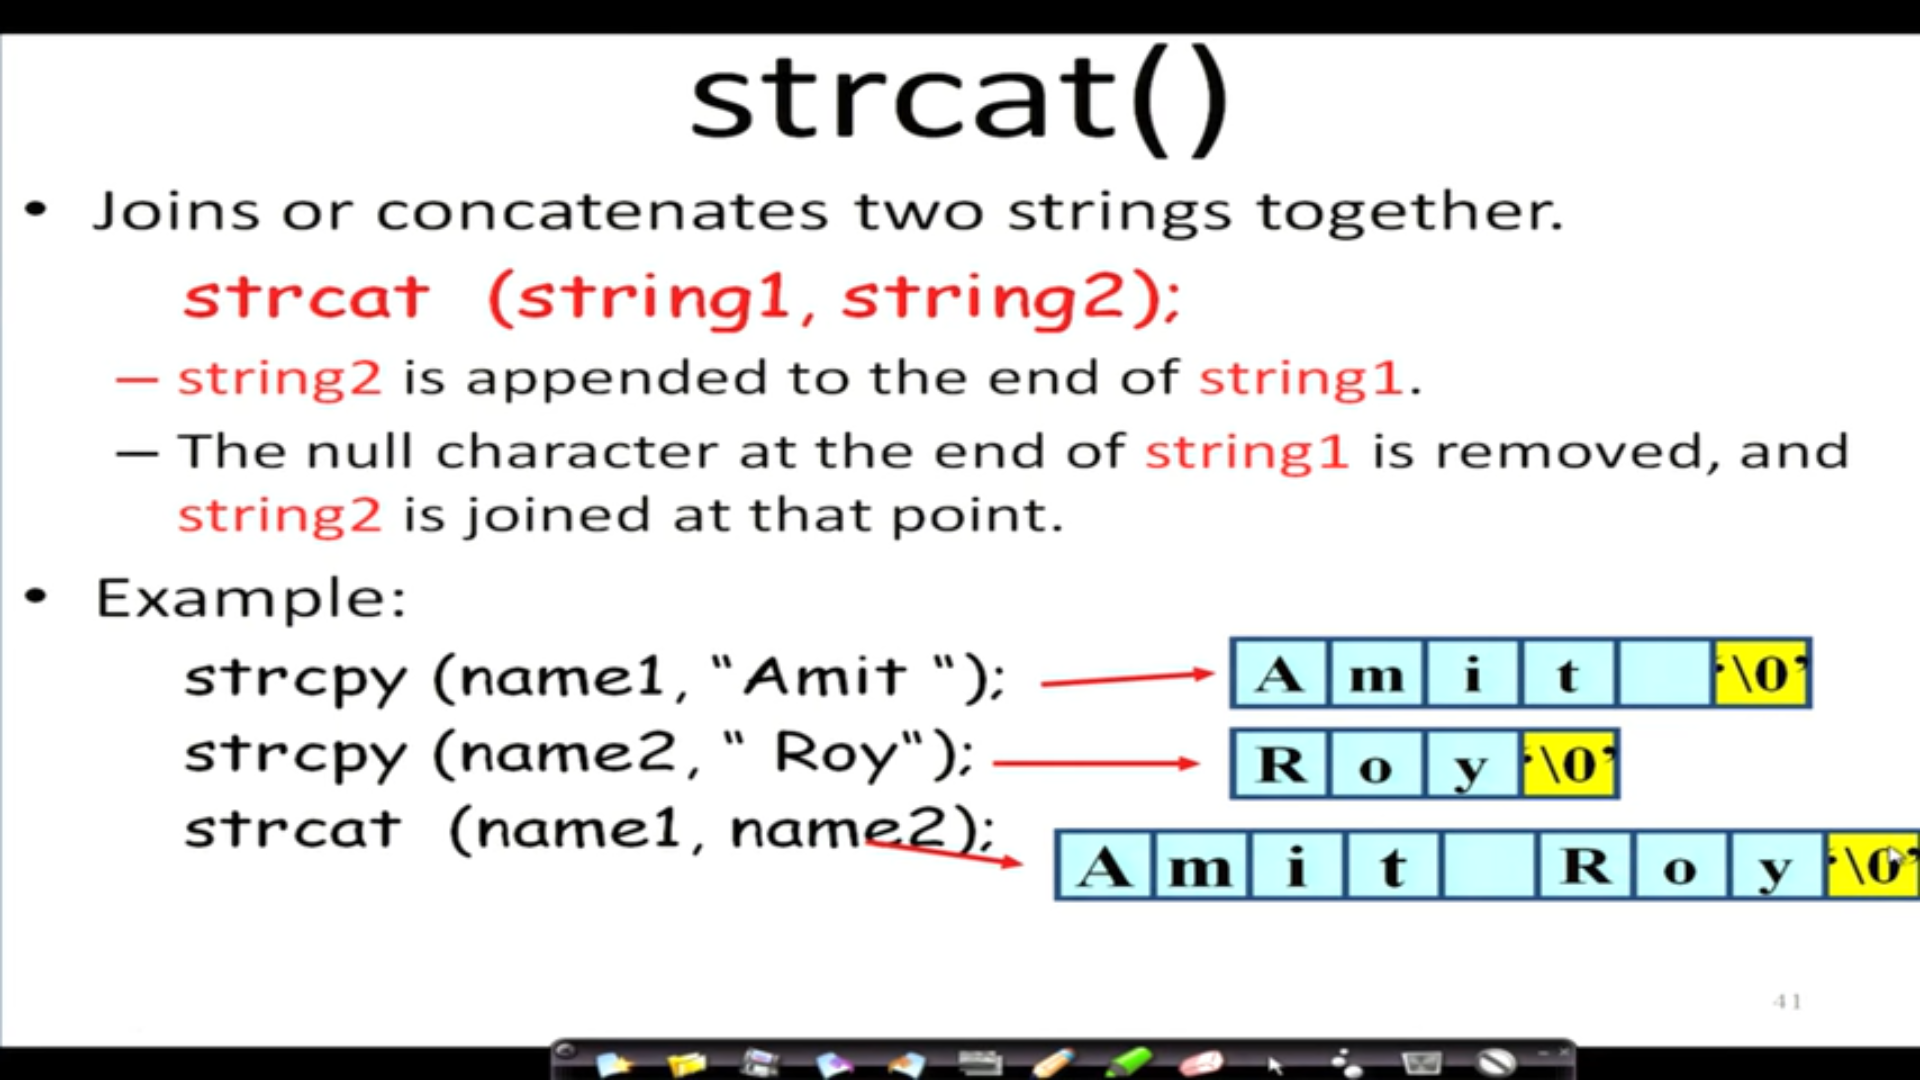 strcat()
• Joins or concatenates two strings together.
strcat (string1, string2);
– string2 is appended to the end of string1.
– The null character at the end of string1 is removed, and
string2 is joined at that point.
• Example:
strcpy (name1, “Amit “);
A m i t ‘\0’
strcpy (name2, “ Roy“);
R o y ‘\0’
strcat (name1, name2);
A m i t R o y ‘\0’
41